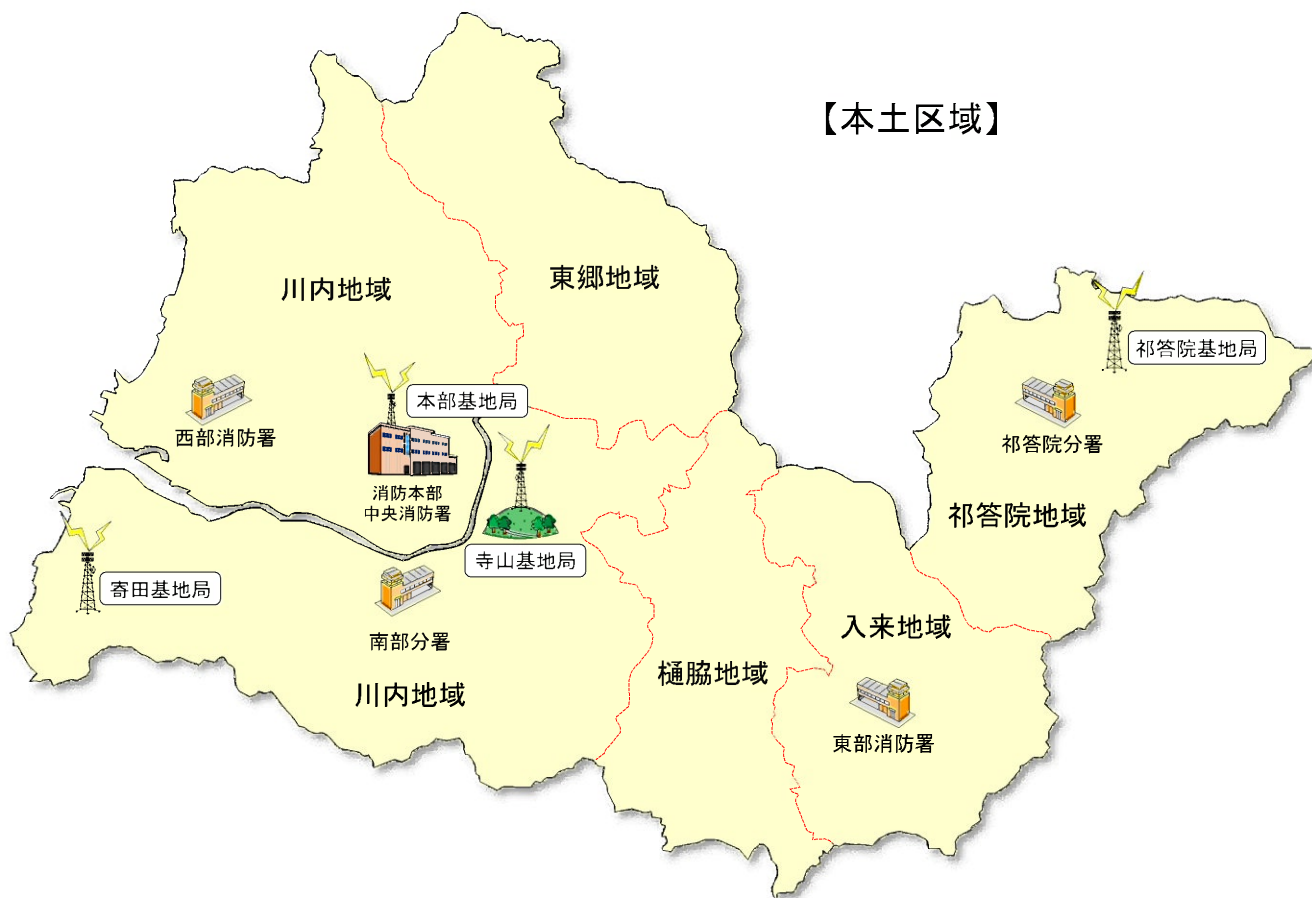 【本土区域】
川内地域
東郷地域
祁答院基地局
本部基地局
西部消防署
祁答院分署
消防本部
中央消防署
祁答院地域
寺山基地局
寄田基地局
南部分署
入来地域
樋脇地域
川内地域
東部消防署